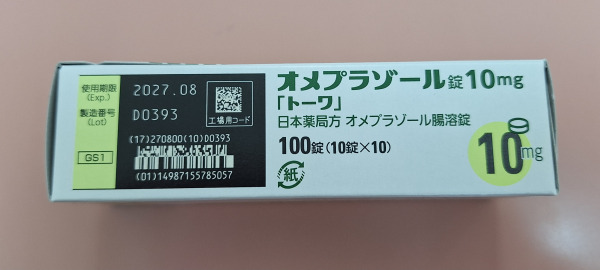 使用期限
(Exp.)
2027.08
製造番号
(Lot)
D0393
工場用コード
(17)270800(10)D0393
GS1
(01)14987155785057
オメプラゾール錠10mg
「トーワ」
日本薬局方 オメプラゾール腸溶錠
100錠(10錠×10)
紙
10mg